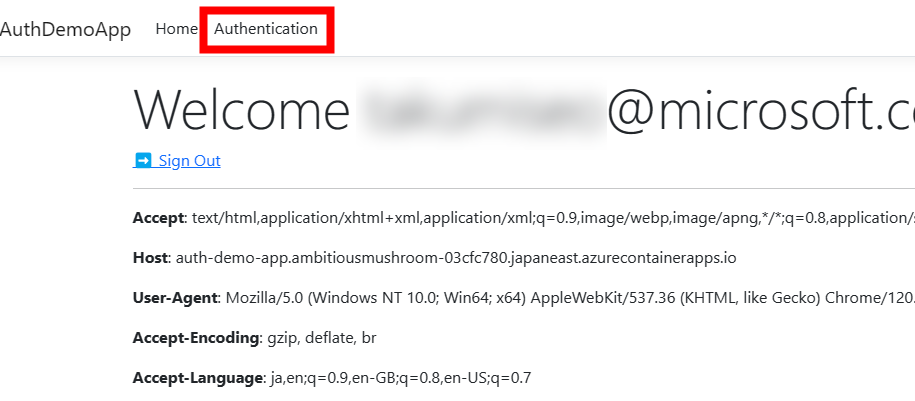 AuthDemoApp Home Authentication
Welcome @microsoft.c
Sign Out
Accept: text/html,application/xhtml+xml,application/xml;q=0.9,image/webp,image/apng,*/*;q=0.8,application/s
Host: auth-demo-app.ambitiousmushroom-03cfc780.japaneast.azurecontainerapps.io
User-Agent: Mozilla/5.0 (Windows NT 10.0; Win64; x64) AppleWebKit/537.36 (KHTML, like Gecko) Chrome/120.
Accept-Encoding: gzip, deflate, br
Accept-Language: ja,en;q=0.9,en-GB;q=0.8,en-US;q=0.7